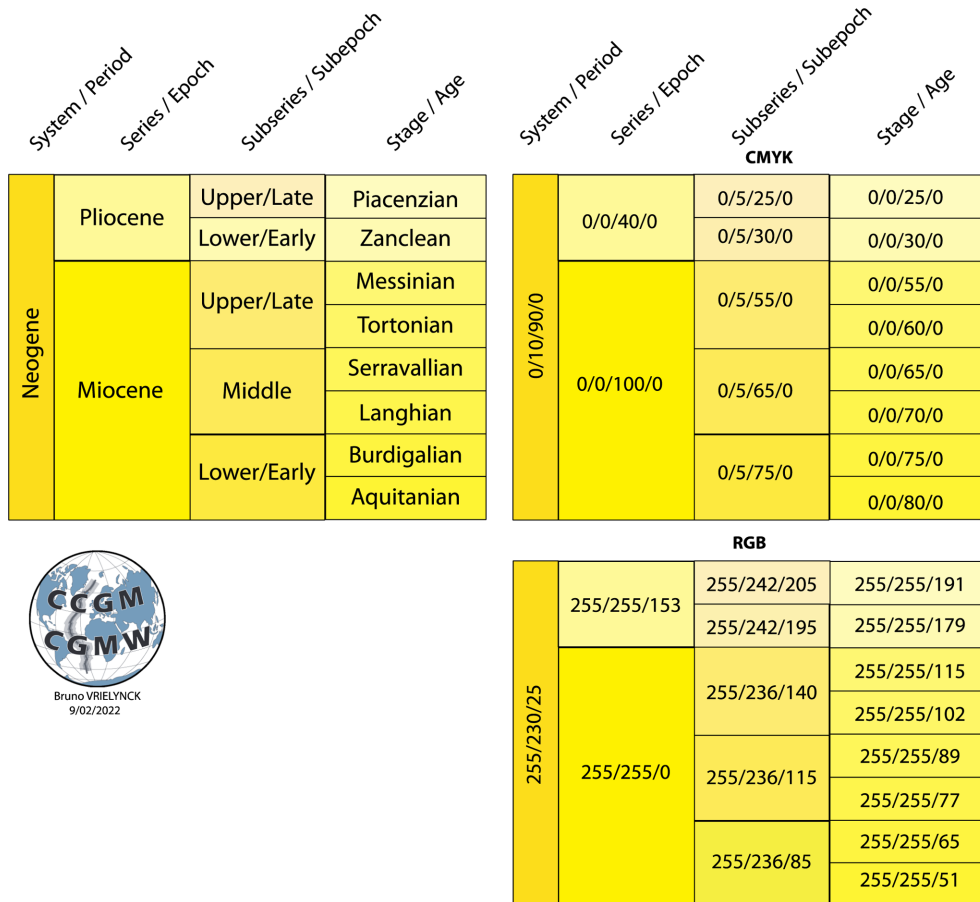 System / Period
Series / Epoch
Subseries / Subepoch
Stage / Age
Neogene
Pliocene
Upper/Late
Piacenzian
Lower/Early
Zanclean
Miocene
Upper/Late
Messinian
Tortonian
Middle
Serravallian
Langhian
Lower/Early
Burdigalian
Aquitanian
System / Period
Series / Epoch
Subseries / Subepoch
Stage / Age
CMYK
0/10/90/0
0/0/40/0
0/5/25/0
0/0/25/0
0/5/30/0
0/0/30/0
0/0/100/0
0/5/55/0
0/0/55/0
0/0/60/0
0/5/65/0
0/0/65/0
0/0/70/0
0/5/75/0
0/0/75/0
0/0/80/0
CCGM
CGMW
Bruno VRIELYNCK
9/02/2022
RGB
255/230/25
255/255/153
255/242/205
255/255/191
255/242/195
255/255/179
255/255/0
255/236/140
255/255/115
255/255/102
255/236/115
255/255/89
255/255/77
255/236/85
255/255/65
255/255/51